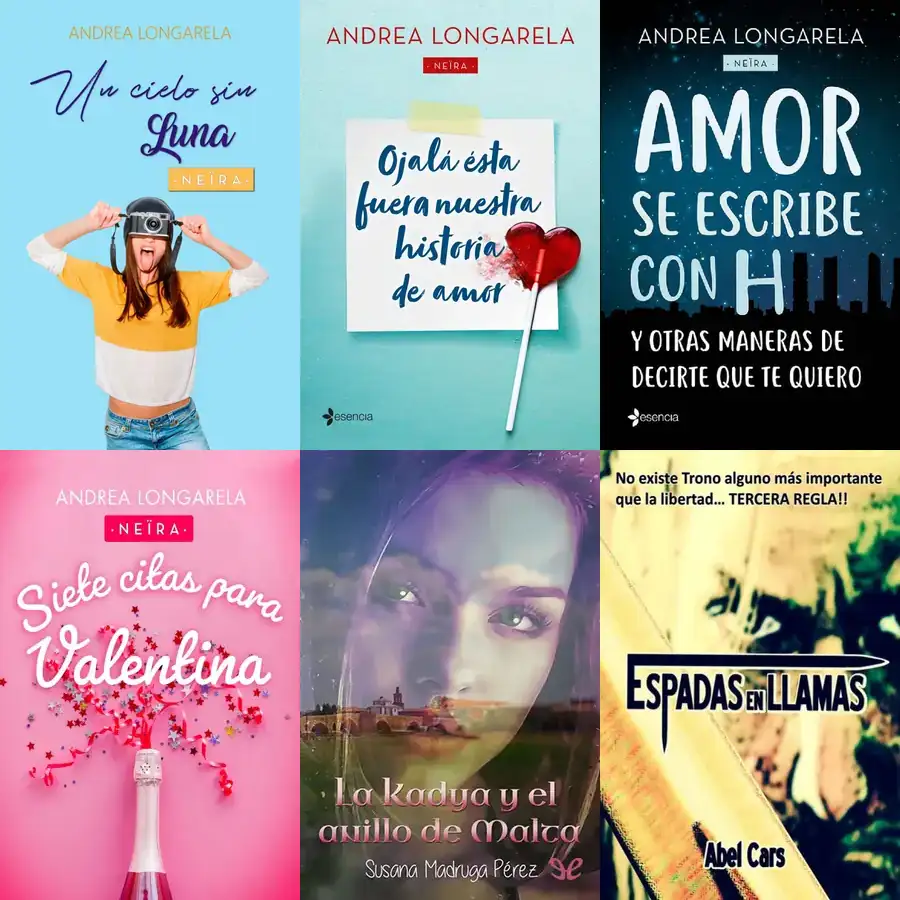 ANDREA LONGARELA
Un cielo sin
Luna
· NEÏRA ·
ANDREA LONGARELA
· NEÏRA ·
Ojalá ésta
fuera nuestra
historia
de amor
esencia
ANDREA LONGARELA
· NEÏRA ·
AMOR
SE ESCRIBE
CON H
Y OTRAS MANERAS DE
DECIRTE QUE TE QUIERO
esencia
ANDREA LONGARELA
· NEÏRA ·
Siete citas para
Valentina
La Kadya y el
anillo de Malta
Susana Madruga Pérez
se
No existe Trono alguno más importante
que la libertad... TERCERA REGLA!!
ESPADAS EN LLAMAS
Abel Cars